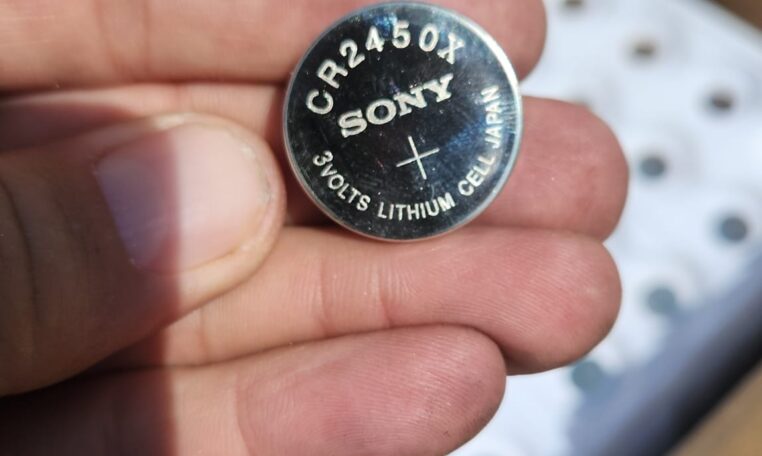 CR2450X
SONY
+
3VOLTS LITHIUM CELL JAPAN